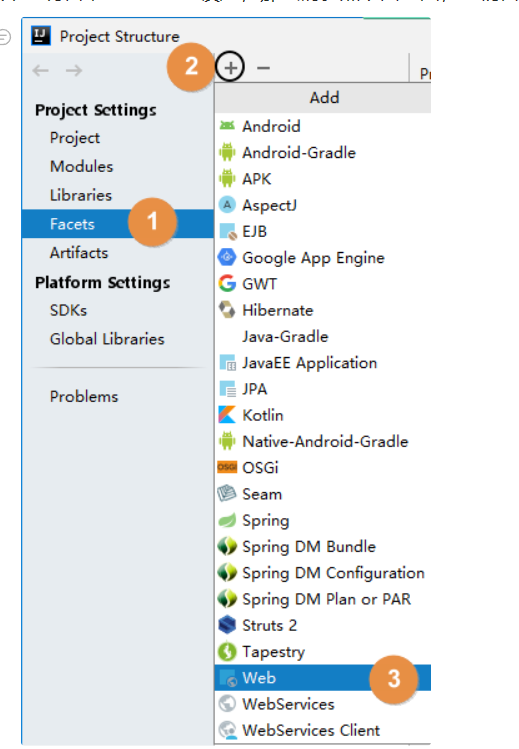 Project Structure
2
+ −
Add
Project Settings
Project
Modules
Libraries
Facets
1
Artifacts
Platform Settings
SDKs
Global Libraries
Problems
Android
Android-Gradle
APK
AspectJ
EJB
Google App Engine
GWT
Hibernate
Java-Gradle
JavaEE Application
JPA
Kotlin
Native-Android-Gradle
OSGi
Seam
Spring
Spring DM Bundle
Spring DM Configuration
Spring DM Plan or PAR
Struts 2
Tapestry
Web
3
WebServices
WebServices Client